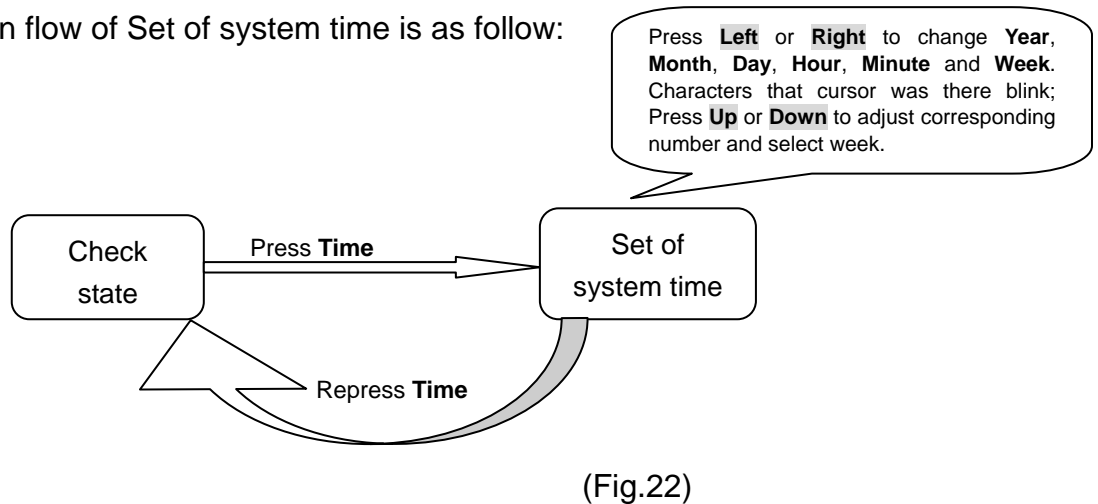 n flow of Set of system time is as follow:
Press Left or Right to change Year,
Month, Day, Hour, Minute and Week.
Characters that cursor was there blink;
Press Up or Down to adjust corresponding
number and select week.
Check
state
Press Time
Set of
system time
Repress Time
(Fig.22)